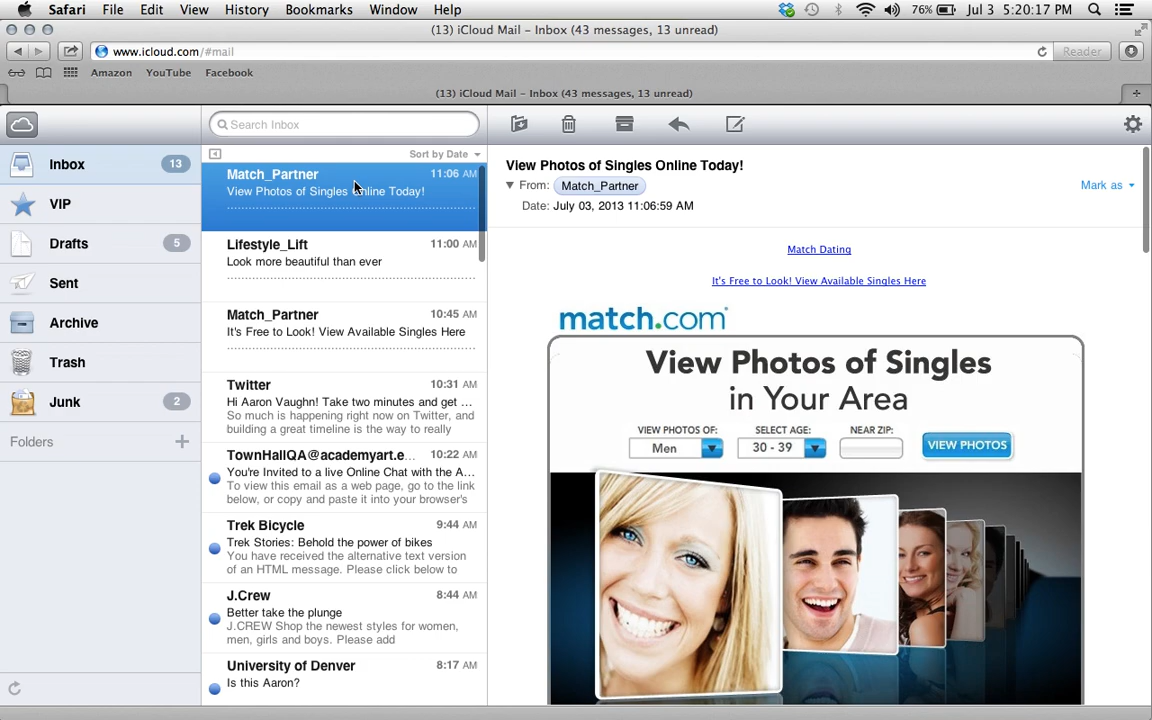 Safari File Edit View History Bookmarks Window Help 76% Jul 3 5:20:17 PM
(13) iCloud Mail – Inbox (43 messages, 13 unread)
www.icloud.com/#mail
Reader
Amazon YouTube Facebook
(13) iCloud Mail – Inbox (43 messages, 13 unread)
Inbox 13
VIP
Drafts 5
Sent
Archive
Trash
Junk 2
Folders
Search Inbox
Sort by Date
Match_Partner 11:06 AM
View Photos of Singles Online Today!
Lifestyle_Lift 11:00 AM
Look more beautiful than ever
Match_Partner 10:45 AM
It's Free to Look! View Available Singles Here
Twitter 10:31 AM
Hi Aaron Vaughn! Take two minutes and get ...
So much is happening right now on Twitter, and
building a great timeline is the way to really
TownHallQA@academyart.e... 10:22 AM
You're Invited to a live Online Chat with the A...
To view this email as a web page, go to the link
below, or copy and paste it into your browser's
Trek Bicycle 9:44 AM
Trek Stories: Behold the power of bikes
You have received the alternative text version
of an HTML message. Please click below to
J.Crew 8:44 AM
Better take the plunge
J.CREW Shop the newest styles for women,
men, girls and boys. Please add
University of Denver 8:17 AM
Is this Aaron?
View Photos of Singles Online Today!
From: Match_Partner
Mark as
Date: July 03, 2013 11:06:59 AM
Match Dating
It's Free to Look! View Available Singles Here
match.com
View Photos of Singles
in Your Area
VIEW PHOTOS OF: SELECT AGE: NEAR ZIP:
Men 30 - 39 VIEW PHOTOS